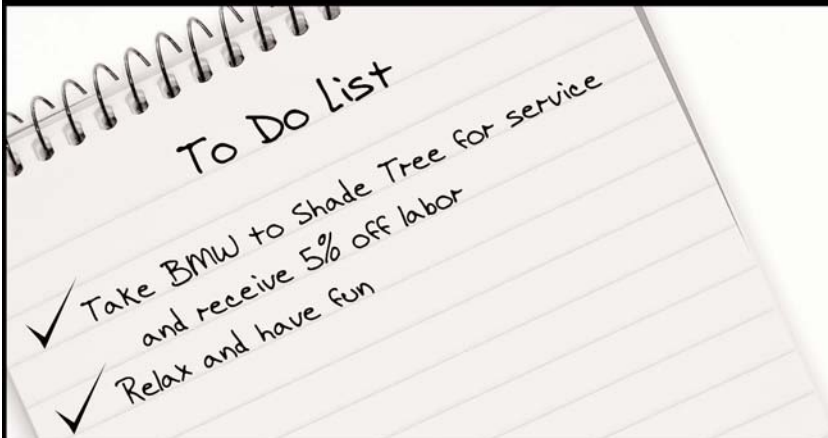 To Do List
Take BMW to Shade Tree for service
and receive 5% off labor
Relax and have fun